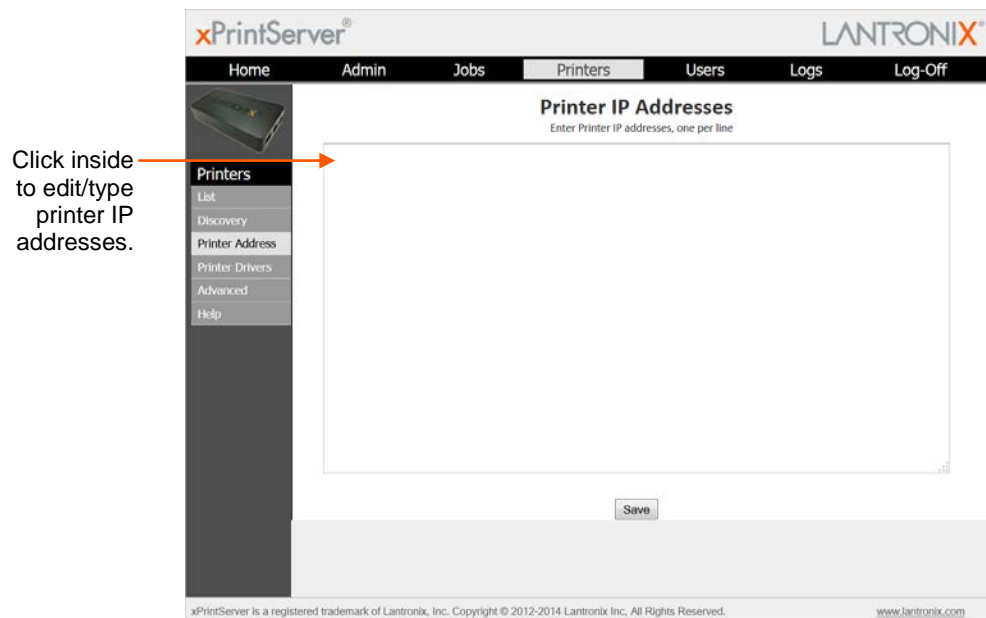 xPrintServer®
LANTRONIX®
Home Admin Jobs Printers Users Logs Log-Off
LANTRONIX
Printer IP Addresses
Enter Printer IP addresses, one per line
Click inside
to edit/type
printer IP
addresses.
Printers
List
Discovery
Printer Address
Printer Drivers
Advanced
Help
Save
xPrintServer is a registered trademark of Lantronix, Inc. Copyright © 2012-2014 Lantronix Inc, All Rights Reserved.
www.lantronix.com